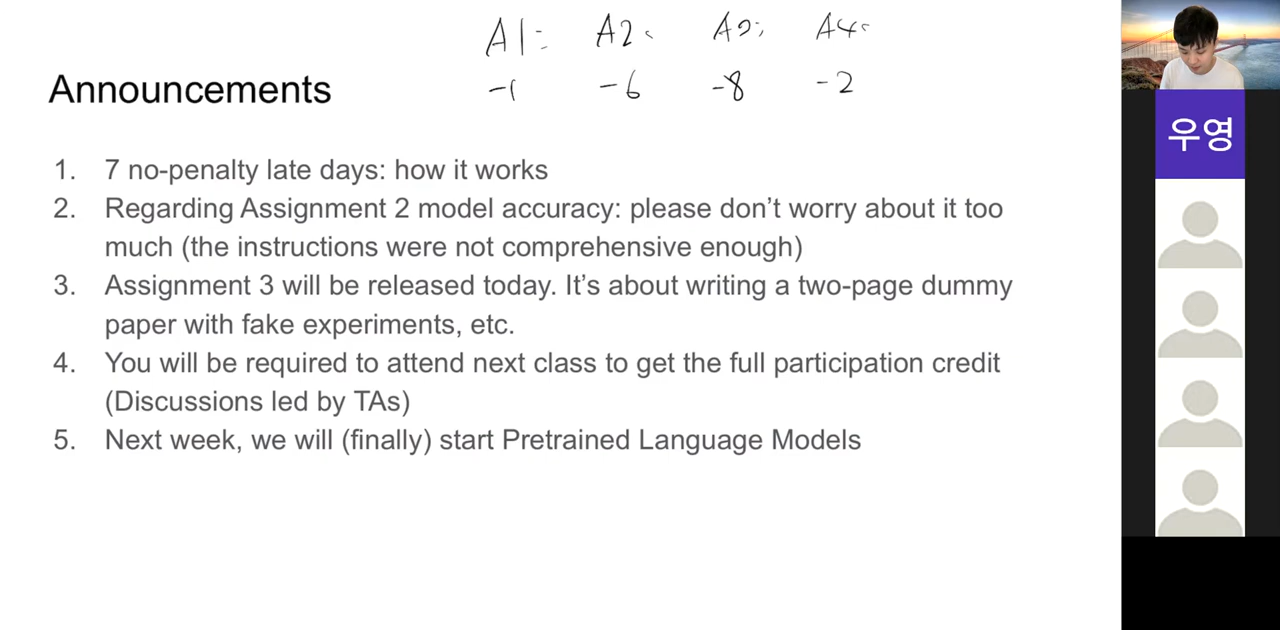 A1: A2: A3: A4:
-1 -6 -8 -2
Announcements
1. 7 no-penalty late days: how it works
2. Regarding Assignment 2 model accuracy: please don't worry about it too
much (the instructions were not comprehensive enough)
3. Assignment 3 will be released today. It's about writing a two-page dummy
paper with fake experiments, etc.
4. You will be required to attend next class to get the full participation credit
(Discussions led by TAs)
5. Next week, we will (finally) start Pretrained Language Models
우영